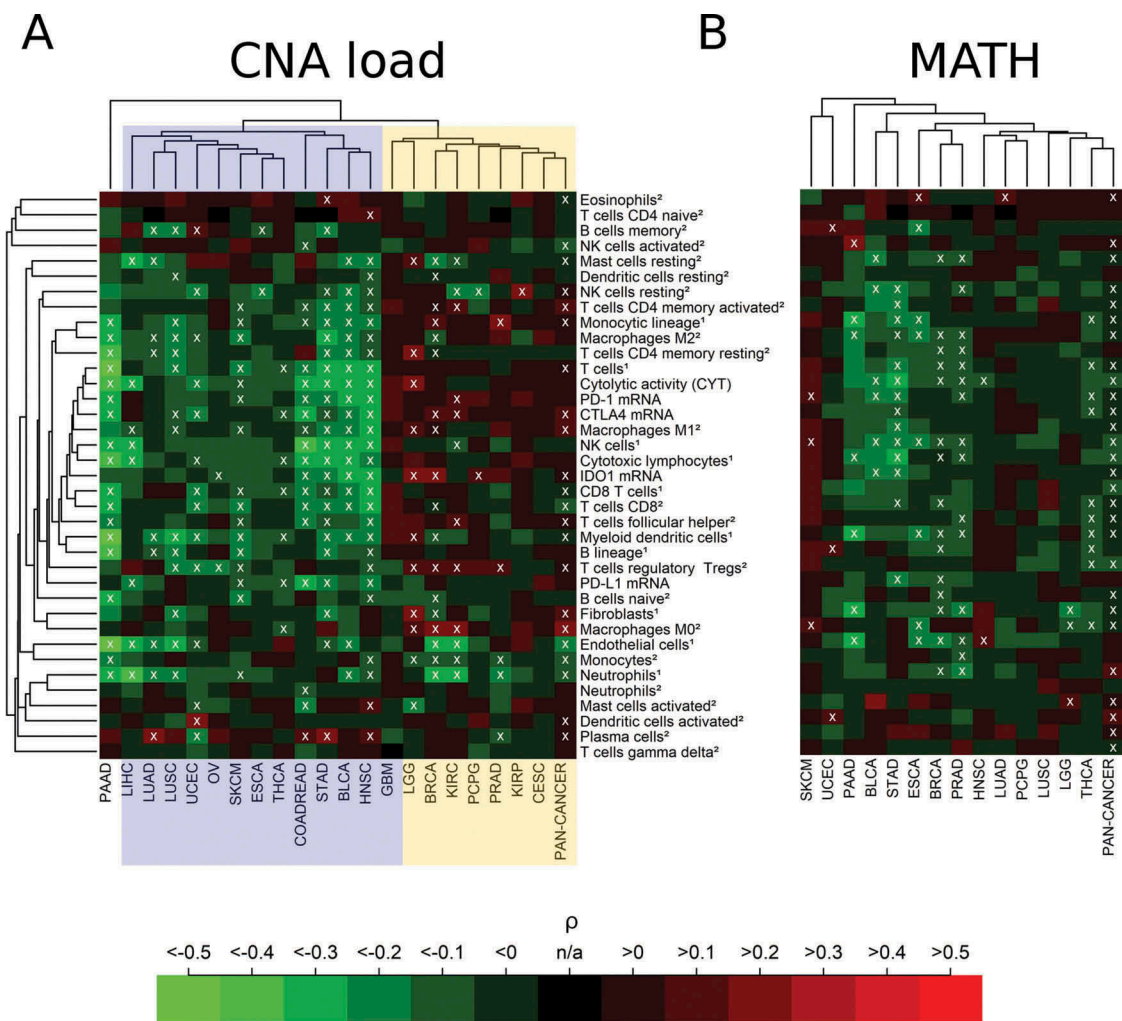 A
CNA load
B
MATH
Eosinophils²
T cells CD4 naive²
B cells memory²
NK cells activated²
Mast cells resting²
Dendritic cells resting²
NK cells resting²
T cells CD4 memory activated²
Monocytic lineage¹
Macrophages M2²
T cells CD4 memory resting²
T cells¹
Cytolytic activity (CYT)
PD-1 mRNA
CTLA4 mRNA
Macrophages M1²
NK cells¹
Cytotoxic lymphocytes¹
IDO1 mRNA
CD8 T cells¹
T cells CD8²
T cells follicular helper²
Myeloid dendritic cells¹
B lineage¹
T cells regulatory Tregs²
PD-L1 mRNA
B cells naive²
Fibroblasts¹
Macrophages M0²
Endothelial cells¹
Monocytes²
Neutrophils¹
Neutrophils²
Mast cells activated²
Dendritic cells activated²
Plasma cells²
T cells gamma delta²
PAAD
LIHC
LUAD
LUSC
UCEC
OV
SKCM
ESCA
THCA
COADREAD
STAD
BLCA
HNSC
GBM
LGG
BRCA
KIRC
PCPG
PRAD
KIRP
CESC
PAN-CANCER
SKCM
UCEC
PAAD
BLCA
STAD
ESCA
BRCA
PRAD
HNSC
LUAD
PCPG
LUSC
LGG
THCA
PAN-CANCER
ρ
<-0.5 <-0.4 <-0.3 <-0.2 <-0.1 <0 n/a >0 >0.1 >0.2 >0.3 >0.4 >0.5